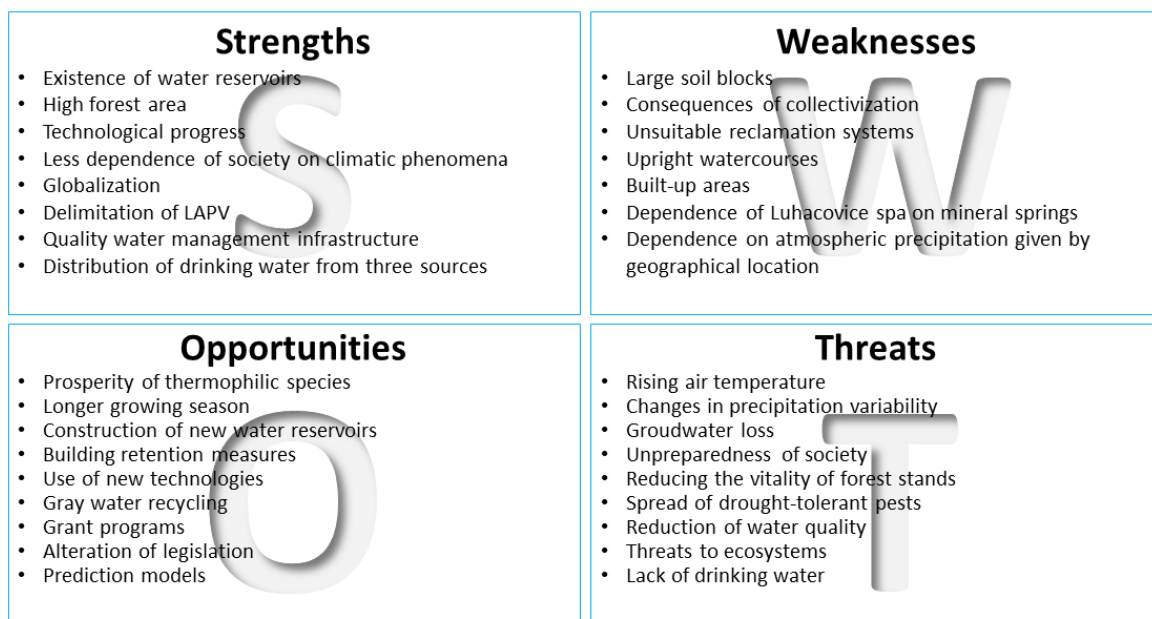 Strengths
• Existence of water reservoirs
• High forest area
• Technological progress
• Less dependence of society on climatic phenomena
• Globalization
• Delimitation of LAPV
• Quality water management infrastructure
• Distribution of drinking water from three sources
S
Weaknesses
• Large soil blocks
• Consequences of collectivization
• Unsuitable reclamation systems
• Upright watercourses
• Built-up areas
• Dependence of Luhacovice spa on mineral springs
• Dependence on atmospheric precipitation given by
geographical location
W
Opportunities
• Prosperity of thermophilic species
• Longer growing season
• Construction of new water reservoirs
• Building retention measures
• Use of new technologies
• Gray water recycling
• Grant programs
• Alteration of legislation
• Prediction models
O
Threats
• Rising air temperature
• Changes in precipitation variability
• Groudwater loss
• Unpreparedness of society
• Reducing the vitality of forest stands
• Spread of drought-tolerant pests
• Reduction of water quality
• Threats to ecosystems
• Lack of drinking water
T